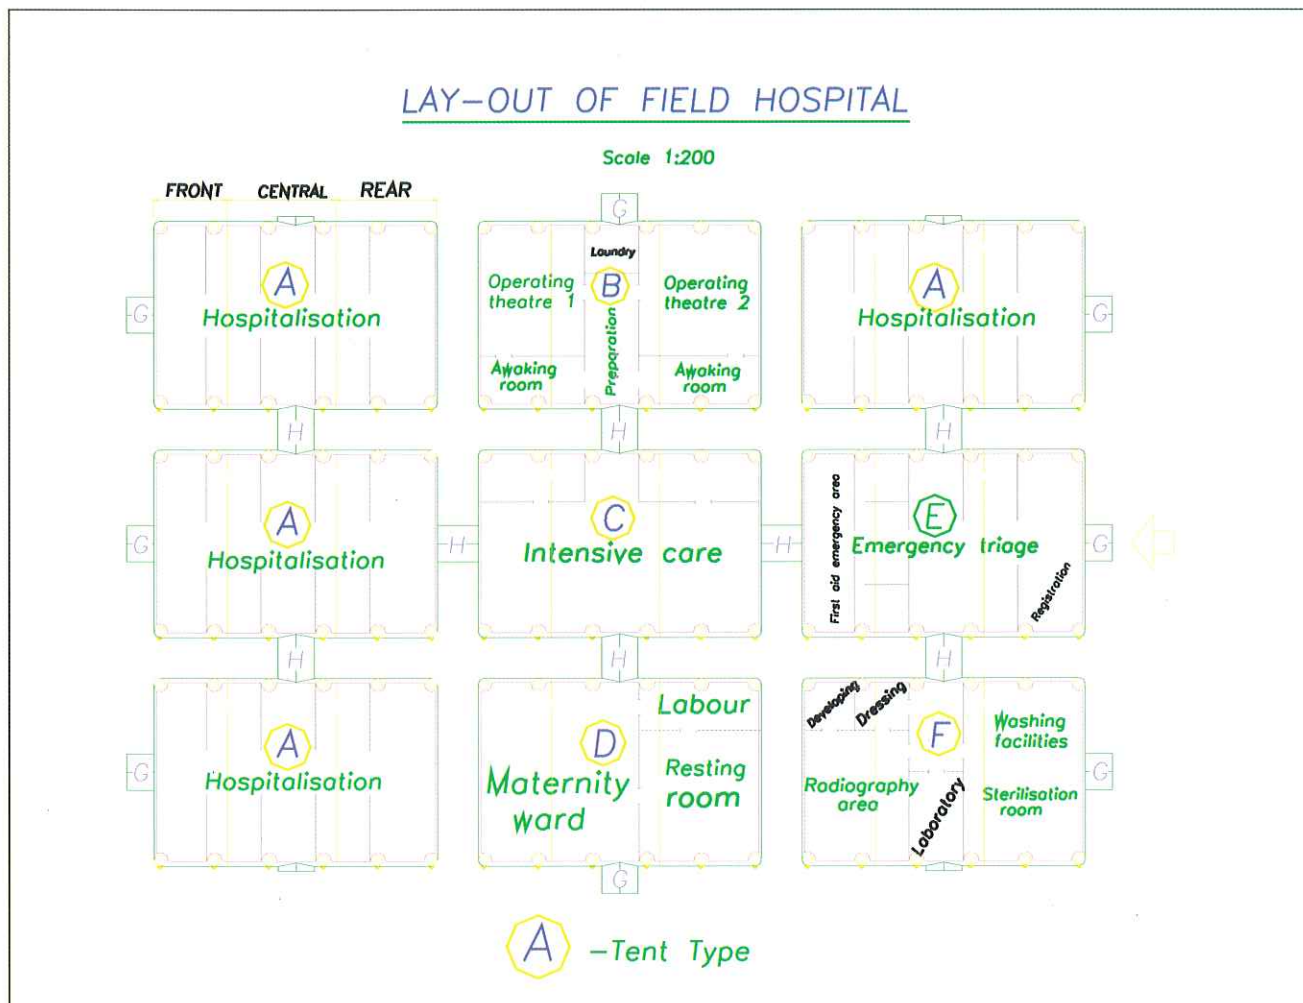 LAY-OUT OF FIELD HOSPITAL
Scale 1:200
FRONT CENTRAL REAR
G
A
Hospitalisation
G
H
Laundry
Operating
theatre 1
B
Operating
theatre 2
Preparation
Awaking
room
Awaking
room
H
A
Hospitalisation
G
H
G
A
Hospitalisation
H
H
C
Intensive care
H
H
First aid emergency area
E
Emergency triage
Registration
G
H
G
A
Hospitalisation
Labour
D
Maternity
ward
Resting
room
G
Developing
Dressing
F
Washing
facilities
Radiography
area
Laboratory
Sterilisation
room
G
A -Tent Type